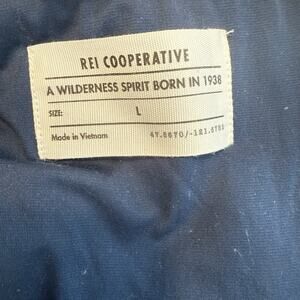 REI COOPERATIVE
A WILDERNESS SPIRIT BORN IN 1938
SIZE: L
Made in Vietnam